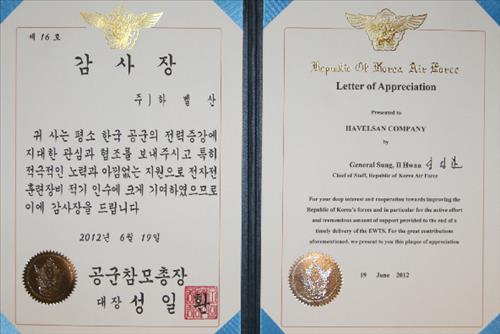 제 16 호
감 사 장
주) 하 벨 산
귀 사는 평소 한국 공군의 전력증강에
지대한 관심과 협조를 보내주시고 특히
적극적인 노력과 아낌없는 지원으로 전자전
훈련장비 적기 인수에 크게 기여하였으므로
이에 감사장을 드립니다
2012년 6월 19일
공군참모총장
대장 성 일 환
Republic Of Korea Air Force
Letter of Appreciation
Presented to
HAVELSAN COMPANY
by
General Sung, Il Hwan
Chief of Staff, Republic of Korea Air Force
For your deep interest and cooperation towards improving the
Republic of Korea's forces and in particular for the active effort
and tremendous amount of support provided to the end of a
timely delivery of the EWTS. For the great contributions
aforementioned, we present to you this plaque of appreciation
19 June 2012